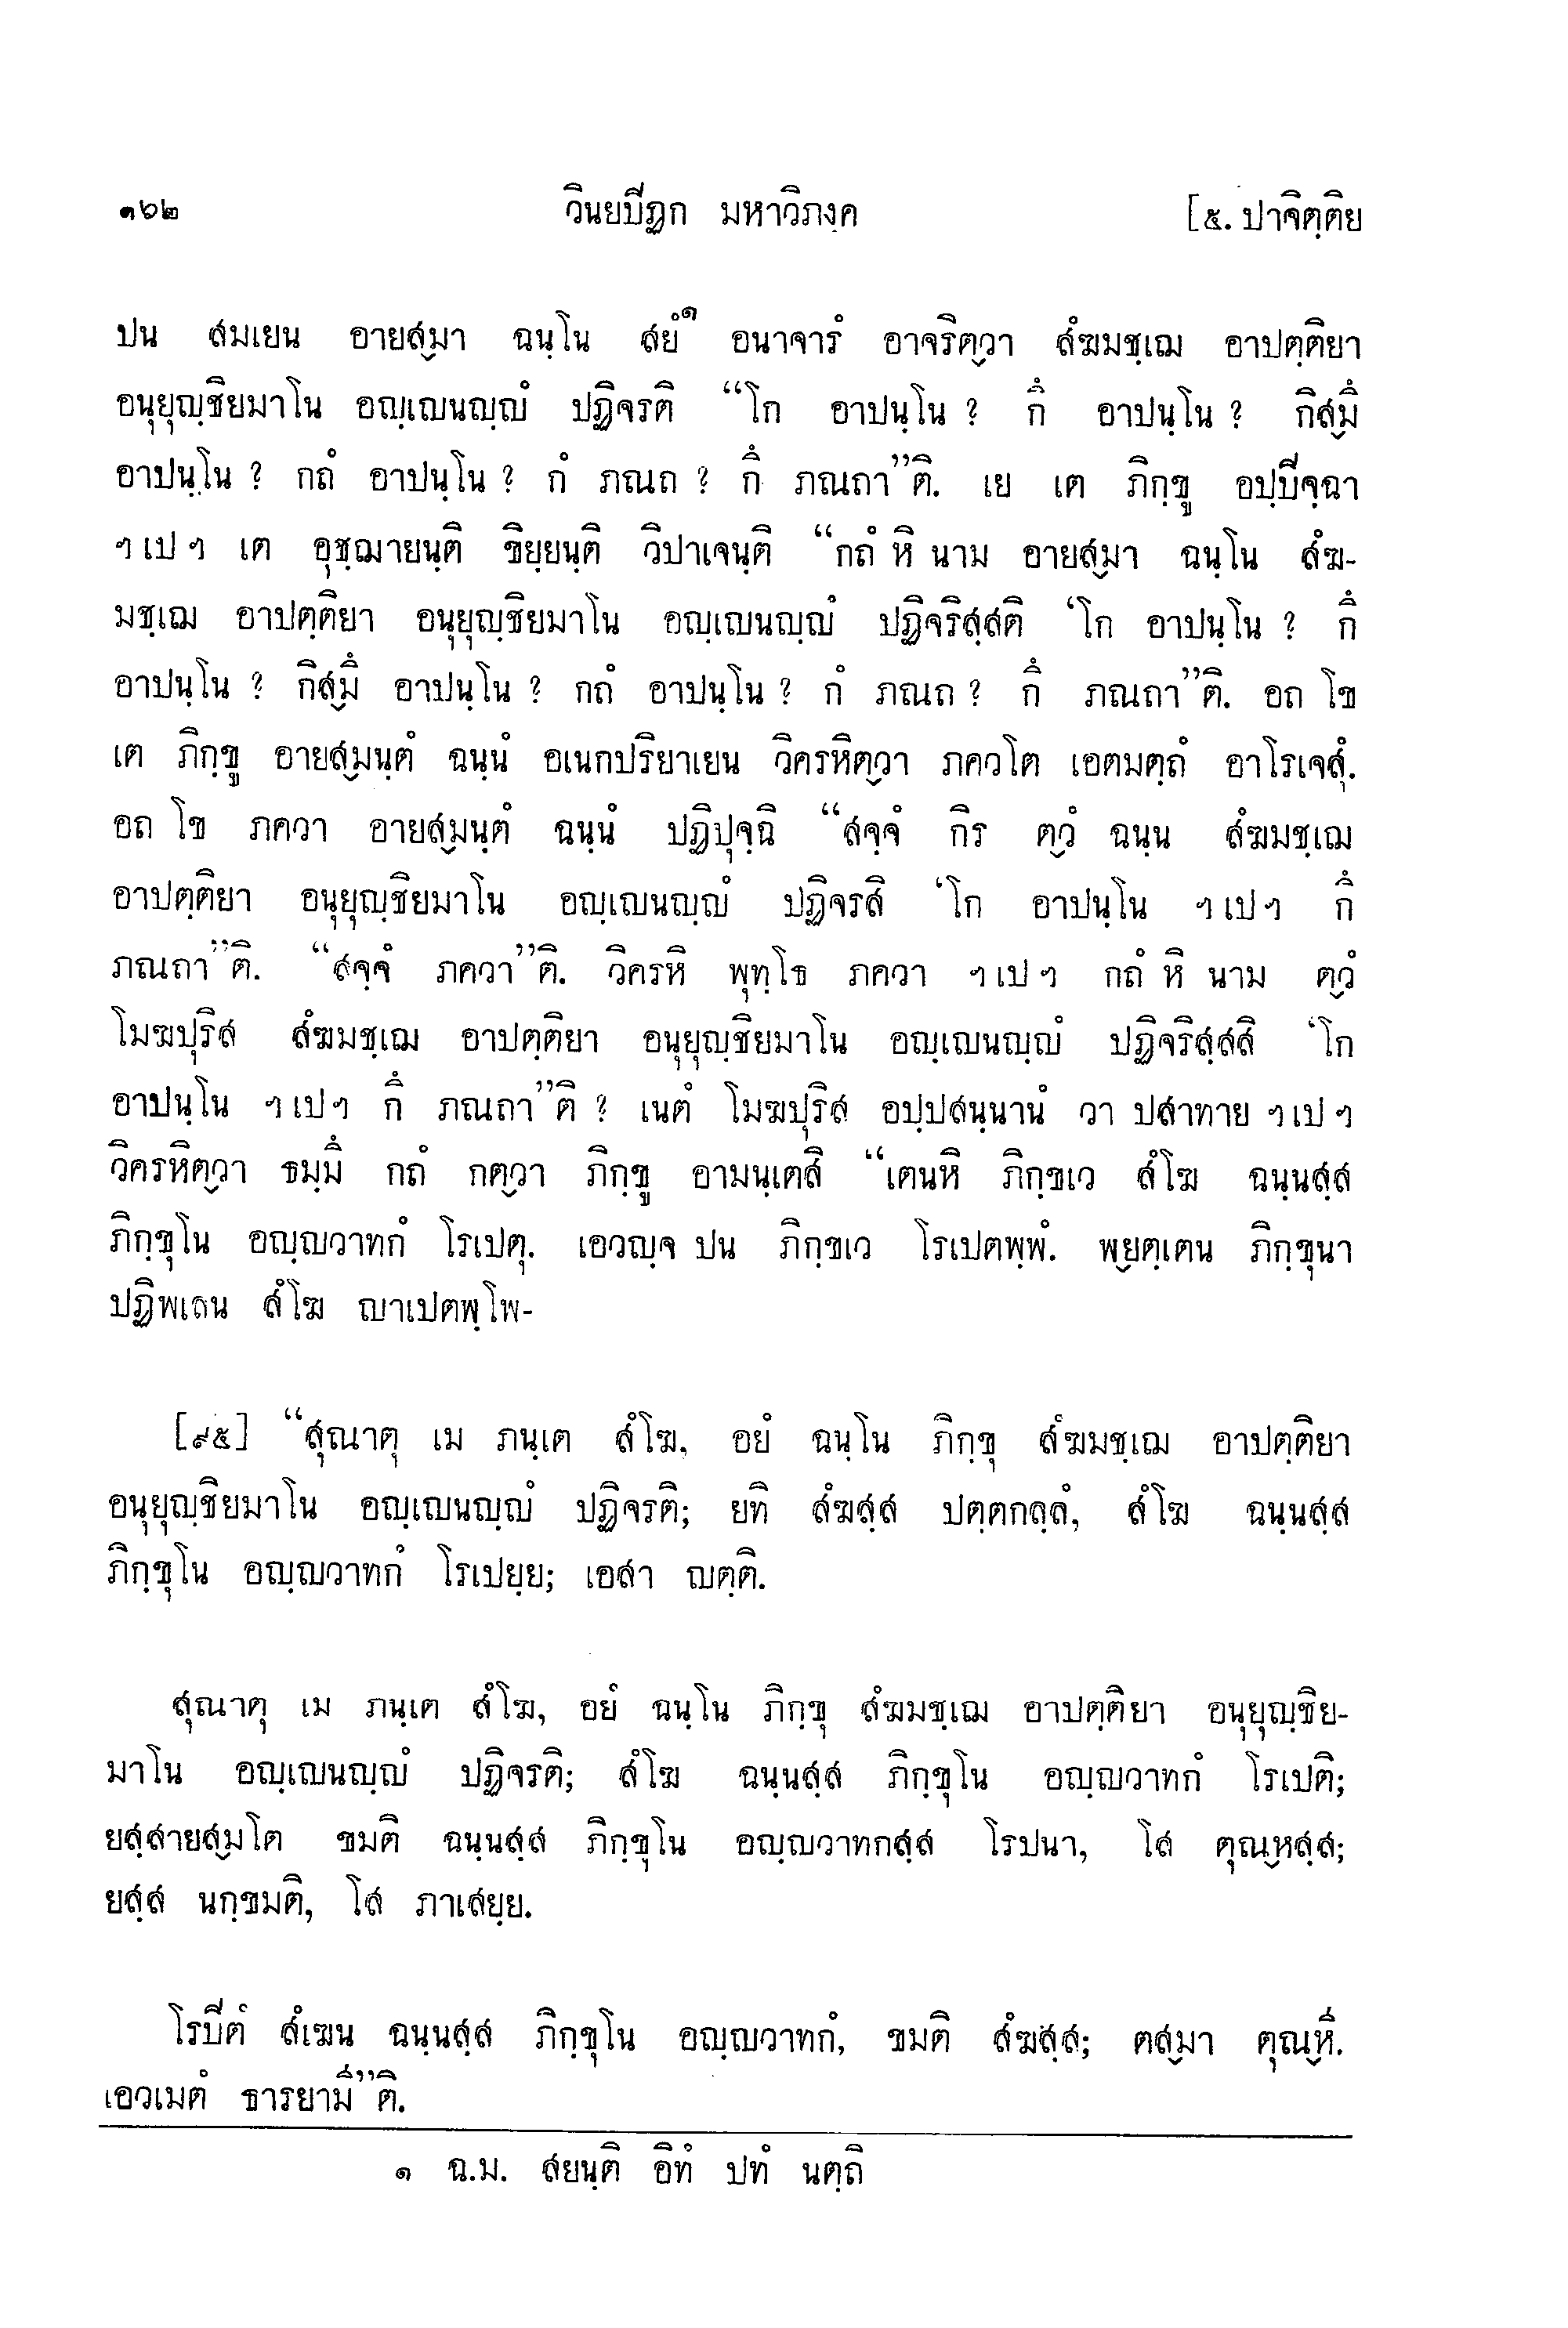 ๑๖๒ วินยปิฏก มหาวิภงฺค [๕. ปาจิตฺติย
ปน สมเยน อายสฺมา ฉนฺโน สยํ๑ อนาจารํ อาจริตฺวา สํฆมชฺเฌ อาปตฺติยา
อนุยุญฺชิยมาโน อญฺเญนญฺญํ ปฏิจรติ “โก อาปนฺโน ? กึ อาปนฺโน ? กิสฺมึ
อาปนฺโน ? กถํ อาปนฺโน ? กํ ภณถ ? กึ ภณถา”ติ. เย เต ภิกฺขู อปฺปิจฺฉา
ฯเปฯ เต อุชฺฌายนฺติ ขิยฺยนฺติ วิปาเจนฺติ “กถํ หิ นาม อายสฺมา ฉนฺโน สํฆ-
มชฺเฌ อาปตฺติยา อนุยุญฺชิยมาโน อญฺเญนญฺญํ ปฏิจริสฺสติ ‘โก อาปนฺโน ? กึ
อาปนฺโน ? กิสฺมึ อาปนฺโน ? กถํ อาปนฺโน ? กํ ภณถ ? กึ ภณถา”ติ. อถ โข
เต ภิกฺขู อายสฺมนฺตํ ฉนฺนํ อเนกปริยาเยน วิครหิตฺวา ภควโต เอตมตฺถํ อาโรเจสุํ.
อถ โข ภควา อายสฺมนฺตํ ฉนฺนํ ปฏิปุจฺฉิ “สจฺจํ กิร ตฺวํ ฉนฺน สํฆมชฺเฌ
อาปตฺติยา อนุยุญฺชิยมาโน อญฺเญนญฺญํ ปฏิจรสิ ‘โก อาปนฺโน ฯเปฯ กึ
ภณถา”ติ. “สจฺจํ ภควา”ติ. วิครหิ พุทฺโธ ภควา ฯเปฯ กถํ หิ นาม ตฺวํ
โมฆปุริส สํฆมชฺเฌ อาปตฺติยา อนุยุญฺชิยมาโน อญฺเญนญฺญํ ปฏิจริสฺสสิ ‘โก
อาปนฺโน ฯเปฯ กึ ภณถา”ติ ? เนตํ โมฆปุริส อปฺปสนฺนานํ วา ปสาทาย ฯเปฯ
วิครหิตฺวา ธมฺมึ กถํ กตฺวา ภิกฺขู อามนฺเตสิ “เตนหิ ภิกฺขเว สํโฆ ฉนฺนสฺส
ภิกฺขุโน อญฺญวาทกํ โรเปตุ. เอวญฺจ ปน ภิกฺขเว โรเปตพฺพํ. พฺยตฺเตน ภิกฺขุนา
ปฏิพเลน สํโฆ ญาเปตพฺโพ-
[๙๕] “สุณาตุ เม ภนฺเต สํโฆ, อยํ ฉนฺโน ภิกฺขุ สํฆมชฺเฌ อาปตฺติยา
อนุยุญฺชิยมาโน อญฺเญนญฺญํ ปฏิจรติ; ยทิ สํฆสฺส ปตฺตกลฺลํ, สํโฆ ฉนฺนสฺส
ภิกฺขุโน อญฺญวาทกํ โรเปยฺย; เอสา ญตฺติ.
สุณาตุ เม ภนฺเต สํโฆ, อยํ ฉนฺโน ภิกฺขุ สํฆมชฺเฌ อาปตฺติยา อนุยุญฺชิย-
มาโน อญฺเญนญฺญํ ปฏิจรติ; สํโฆ ฉนฺนสฺส ภิกฺขุโน อญฺญวาทกํ โรเปติ;
ยสฺสายสฺมโต ขมติ ฉนฺนสฺส ภิกฺขุโน อญฺญวาทกสฺส โรปนา, โส ตุณฺหสฺส;
ยสฺส นกฺขมติ, โส ภาเสยฺย.
โรปิตํ สํเฆน ฉนฺนสฺส ภิกฺขุโน อญฺญวาทกํ, ขมติ สํฆสฺส; ตสฺมา ตุณฺหี.
เอวเมตํ ธารยามี”ติ.
๑ ฉ.ม. สยนฺติ อิทํ ปทํ นตฺถิ